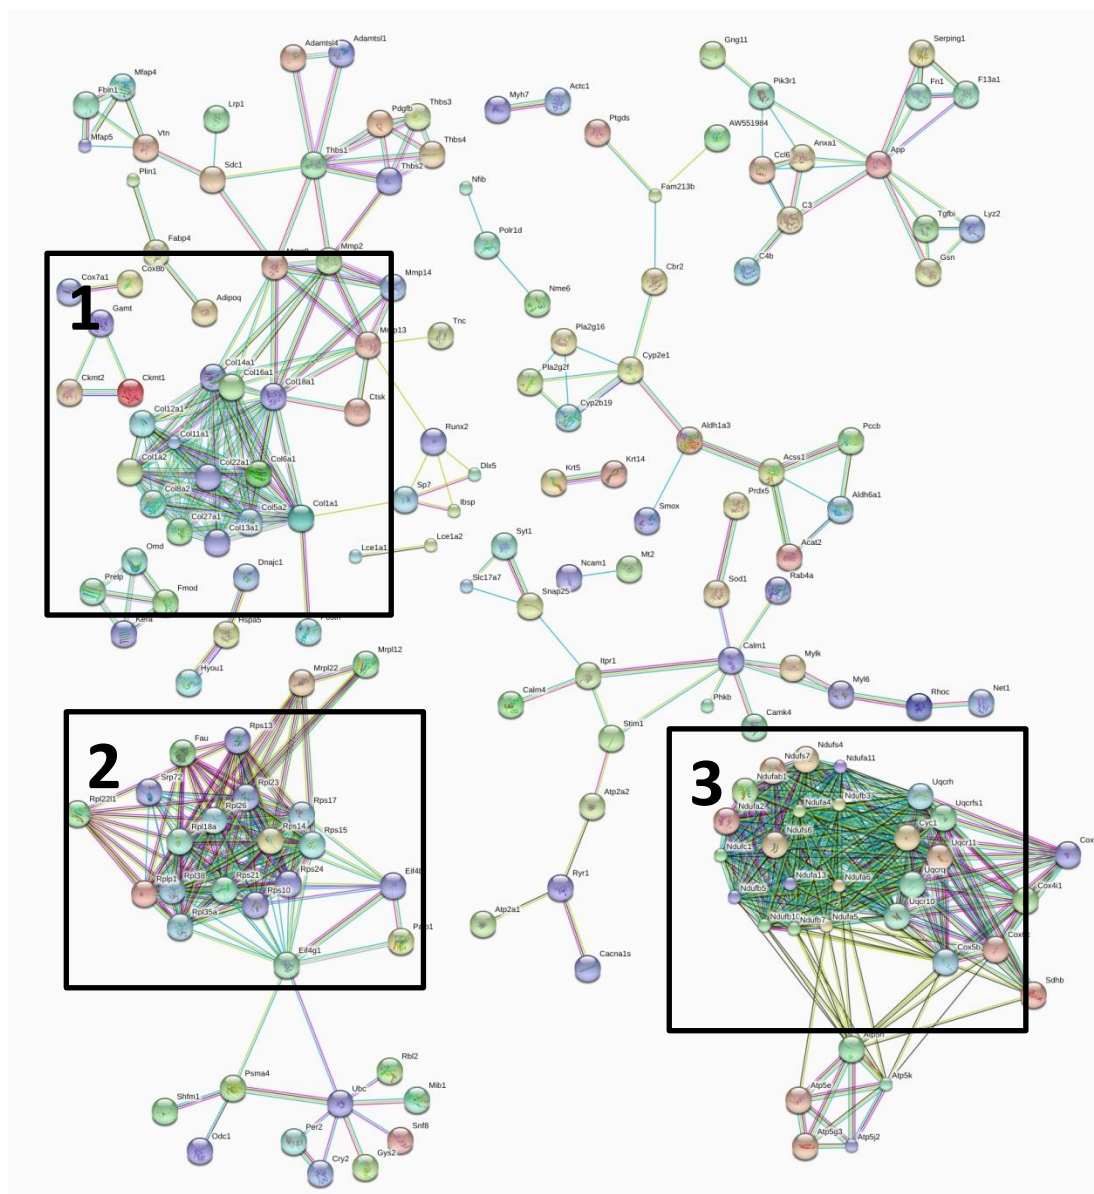 Adamtsl4
Adamtsl1
Gng11
Serping1
Mfap4
Fbln1
Mfap5
Vtn
Lrp1
Pdgfb
Thbs3
Thbs4
Thbs1
Thbs2
Sdc1
Plin1
Myh7
Actc1
Ptgds
AW551984
Pik3r1
Fn1
F13a1
Anxa1
Ccl6
App
C3
C4b
Tgfbi
Lyz2
Gsn
Nfib
Fam213b
Polr1d
Nme6
Cbr2
Fabp4
Adipoq
Mmp2
Mmp14
Tnc
Ctsk
1
Cox7a1
Cox8b
Gamt
Ckmt2
Ckmt1
Col14a1
Col16a1
Col18a1
Col12a1
Col11a1
Col1a2
Col22a1
Col6a1
Col8a2
Col5a2
Col27a1
Col13a1
Col1a1
Runx2
Dlx5
Sp7
Ibsp
Lce1a1
Lce1a2
Omd
Prelp
Fmod
Kera
Dnajc1
Hspa5
Hyou1
Pla2g16
Pla2g2f
Cyp2e1
Cyp2b19
Aldh1a3
Pccb
Acss1
Krt5
Krt14
Smox
Prdx5
Aldh6a1
Acat2
Syt1
Slc17a7
Snap25
Ncam1
Mt2
Sod1
Rab4a
Itpr1
Calm1
Mylk
Myl6
Rhoc
Net1
Calm4
Phkb
Camk4
Stim1
Atp2a2
Ryr1
Atp2a1
Cacna1s
Mrpl22
Mrpl12
2
Rps13
Fau
Srp72
Rpl22l1
Rpl23
Rpl26
Rps17
Rpl18a
Rps14
Rps15
Rplp1
Rpl38
Rps21
Rps24
Rps10
Rpl35a
Eif4g1
3
Ndufs4
Ndufs7
Ndufa11
Ndufab1
Ndufa2
Ndufa4
Ndufb3
Uqcrh
Uqcrfs1
Ndufs6
Cyc1
Uqcr11
Ndufc1
Ndufa13
Ndufa6
Uqcrq
Ndufb5
Uqcr10
Ndufb7
Ndufa5
Cox4i1
Cox5b
Sdhb
Atp5k
Atp5e
Atp5g3
Atp5j2
Psma4
Shfm1
Odc1
Ubc
Rbl2
Mib1
Snf8
Per2
Cry2
Gys2